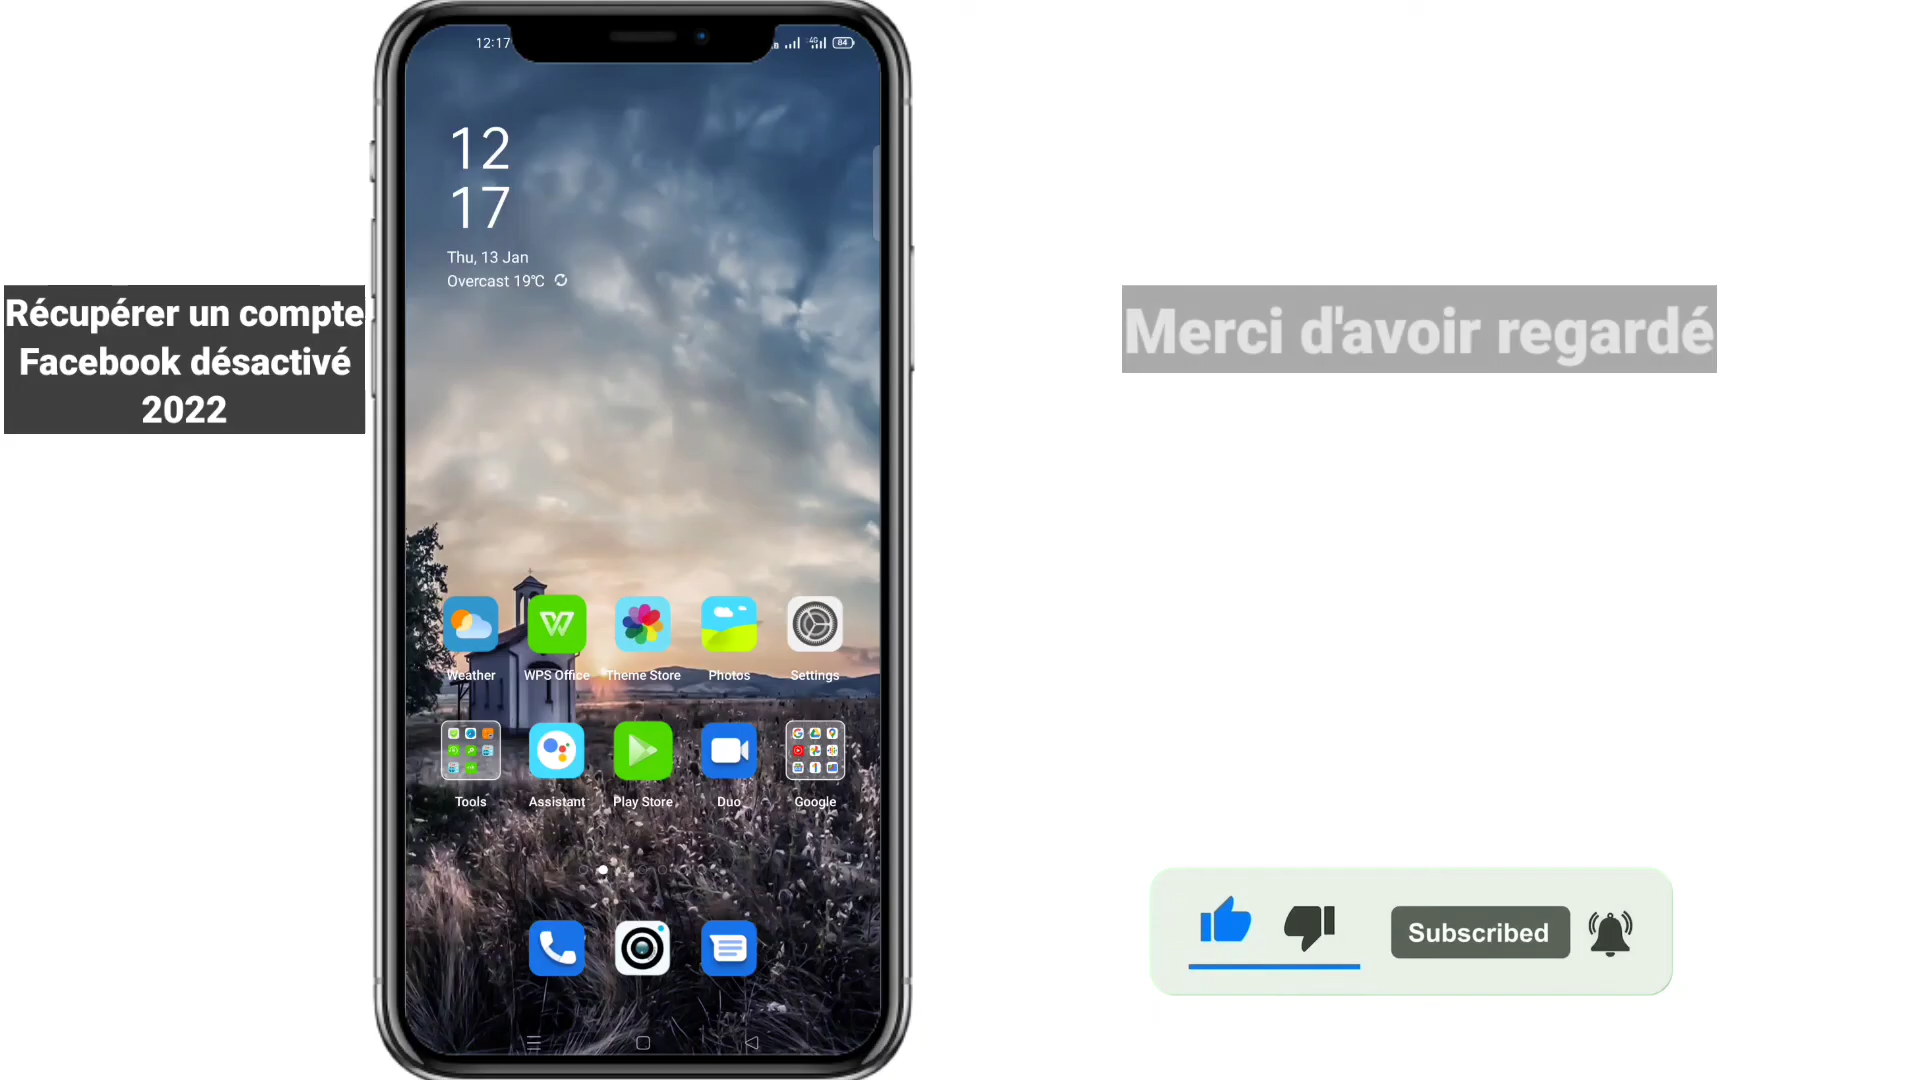 12:17
84
12
17
Thu, 13 Jan
Overcast 19℃
Récupérer un compte
Facebook désactivé
2022
Merci d'avoir regardé
Weather
WPS Office
Theme Store
Photos
Settings
Tools
Assistant
Play Store
Duo
Google
Subscribed